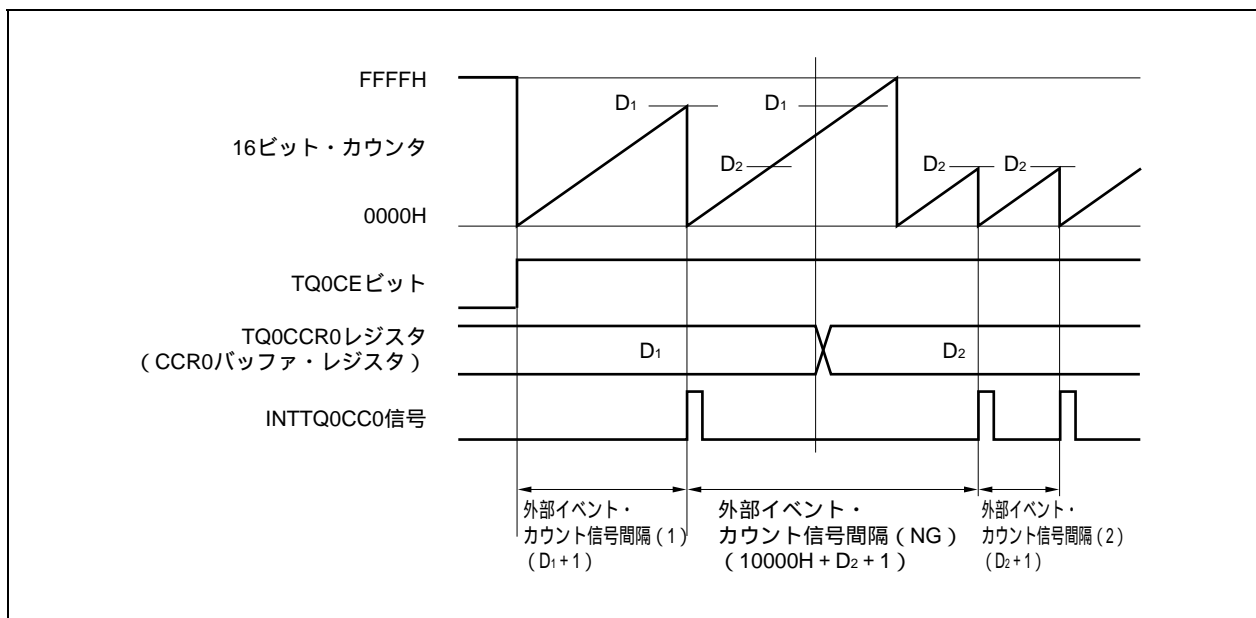 FFFFH
D1
D1
16ビット・カウンタ
D2
D2
D2
0000H
TQ0CEビット
TQ0CCR0レジスタ
（CCR0バッファ・レジスタ）
D1
D2
INTTQ0CC0信号
外部イベント・
カウント信号間隔（1）
（D1+1）
外部イベント・
カウント信号間隔（NG）
（10000H + D2 + 1）
外部イベント・
カウント信号間隔（2）
（D2+1）